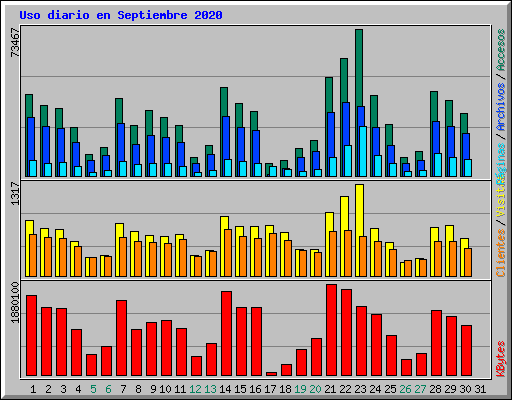 Uso diario en Septiembre 2020
73467
1317
1880100
Accesos
/
Archivos
/
Páginas
Visitas
/
Clientes
KBytes
1 2 3 4 5 6 7 8 9 10 11 12 13 14 15 16 17 18 19 20 21 22 23 24 25 26 27 28 29 30 31